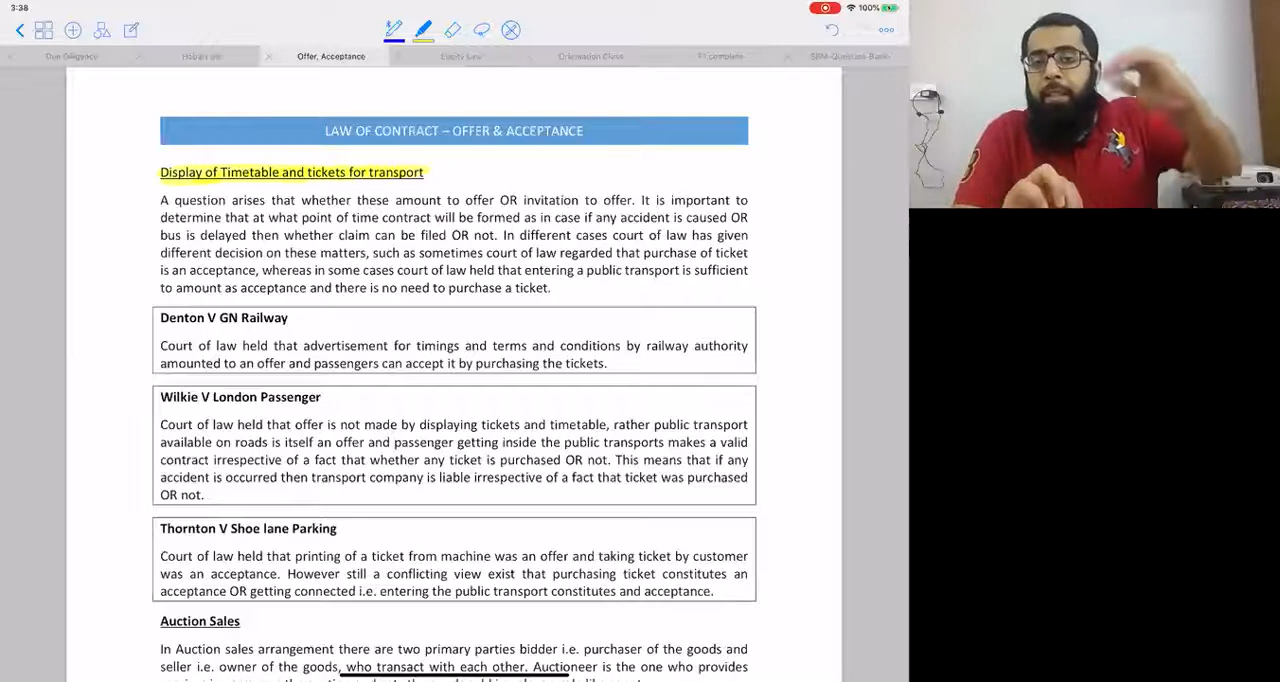 3:38
100%
Due Diligence
Offer, Acceptance
Equity Law
Orientation Class
F1 complete
SBM-Question Bank-
LAW OF CONTRACT – OFFER & ACCEPTANCE
Display of Timetable and tickets for transport
A question arises that whether these amount to offer OR invitation to offer. It is important to
determine that at what point of time contract will be formed as in case if any accident is caused OR
bus is delayed then whether claim can be filed OR not. In different cases court of law has given
different decision on these matters, such as sometimes court of law regarded that purchase of ticket
is an acceptance, whereas in some cases court of law held that entering a public transport is sufficient
to amount as acceptance and there is no need to purchase a ticket.
Denton V GN Railway
Court of law held that advertisement for timings and terms and conditions by railway authority
amounted to an offer and passengers can accept it by purchasing the tickets.
Wilkie V London Passenger
Court of law held that offer is not made by displaying tickets and timetable, rather public transport
available on roads is itself an offer and passenger getting inside the public transports makes a valid
contract irrespective of a fact that whether any ticket is purchased OR not. This means that if any
accident is occurred then transport company is liable irrespective of a fact that ticket was purchased
OR not.
Thornton V Shoe lane Parking
Court of law held that printing of a ticket from machine was an offer and taking ticket by customer
was an acceptance. However still a conflicting view exist that purchasing ticket constitutes an
acceptance OR getting connected i.e. entering the public transport constitutes and acceptance.
Auction Sales
In Auction sales arrangement there are two primary parties bidder i.e. purchaser of the goods and
seller i.e. owner of the goods, who transact with each other. Auctioneer is the one who provides